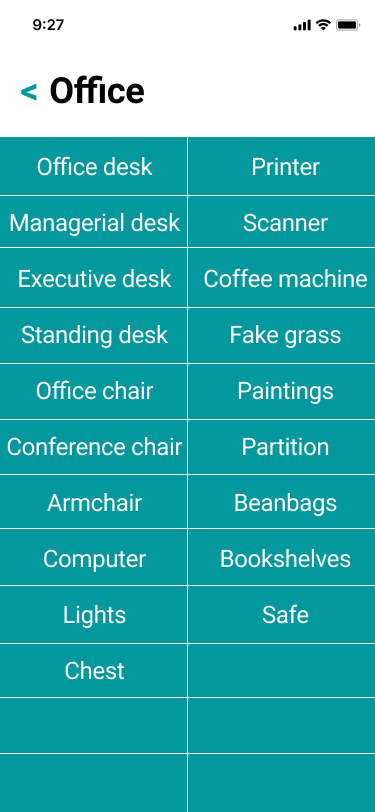 9:27
< Office
Office desk Printer
Managerial desk Scanner
Executive desk Coffee machine
Standing desk Fake grass
Office chair Paintings
Conference chair Partition
Armchair Beanbags
Computer Bookshelves
Lights Safe
Chest